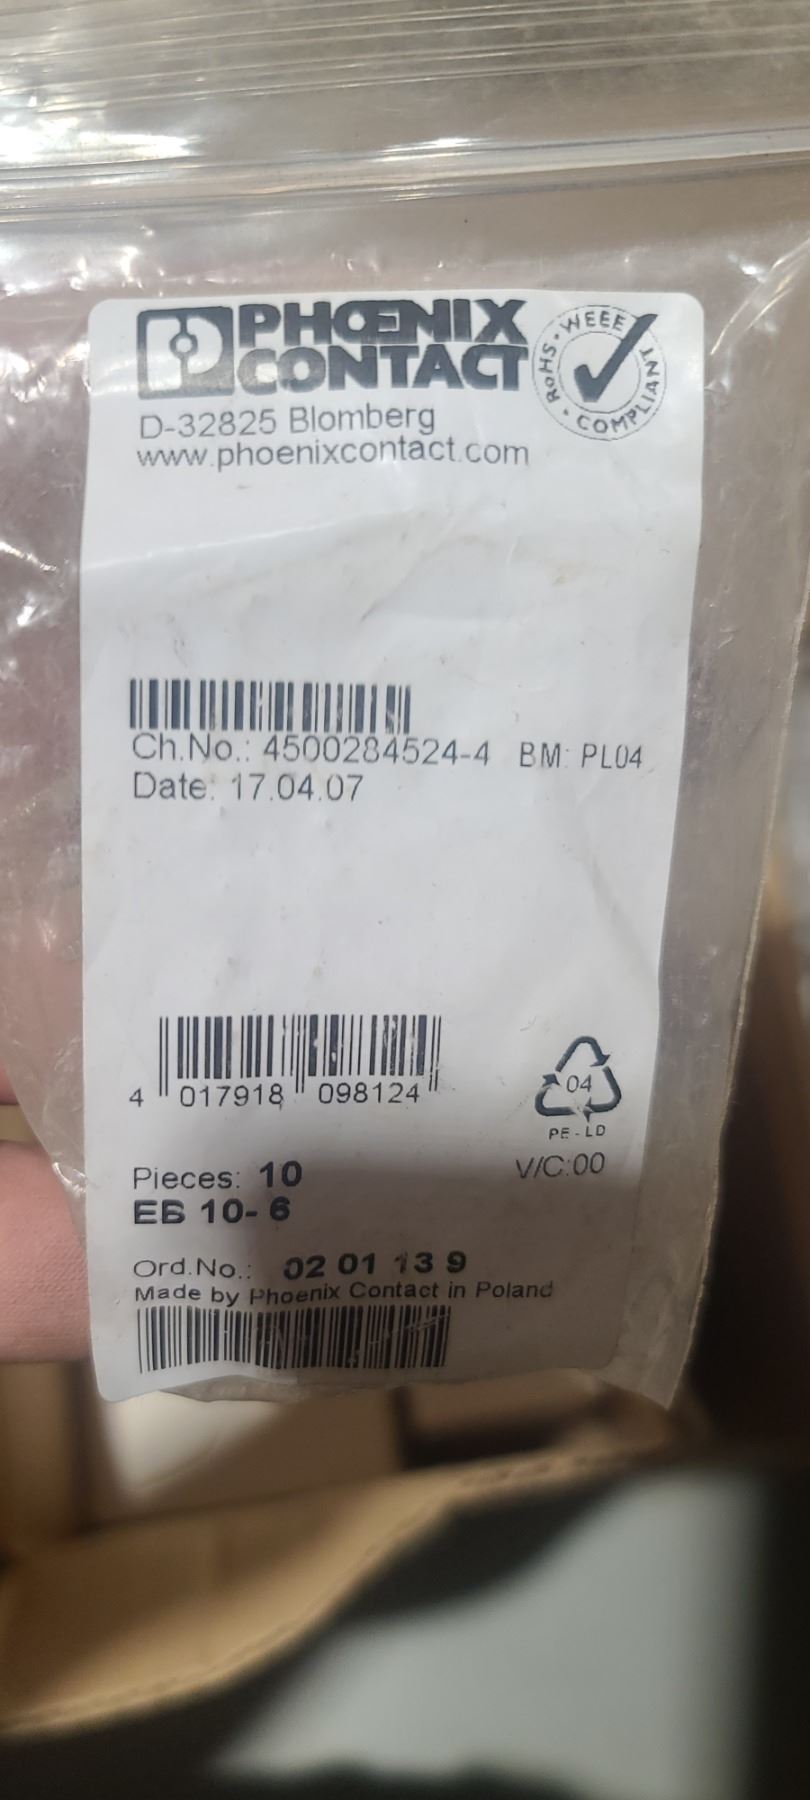 PHOENIX
CONTACT
WEEE · COMPLIANT · RoHS ·
D-32825 Blomberg
www.phoenixcontact.com
Ch.No.: 4500284524-4 BM: PL04
Date: 17.04.07
4 017918 098124
04
PE-LD
Pieces: 10
V/C:00
EB 10- 6
Ord.No.: 02 01 13 9
Made by Phoenix Contact in Poland